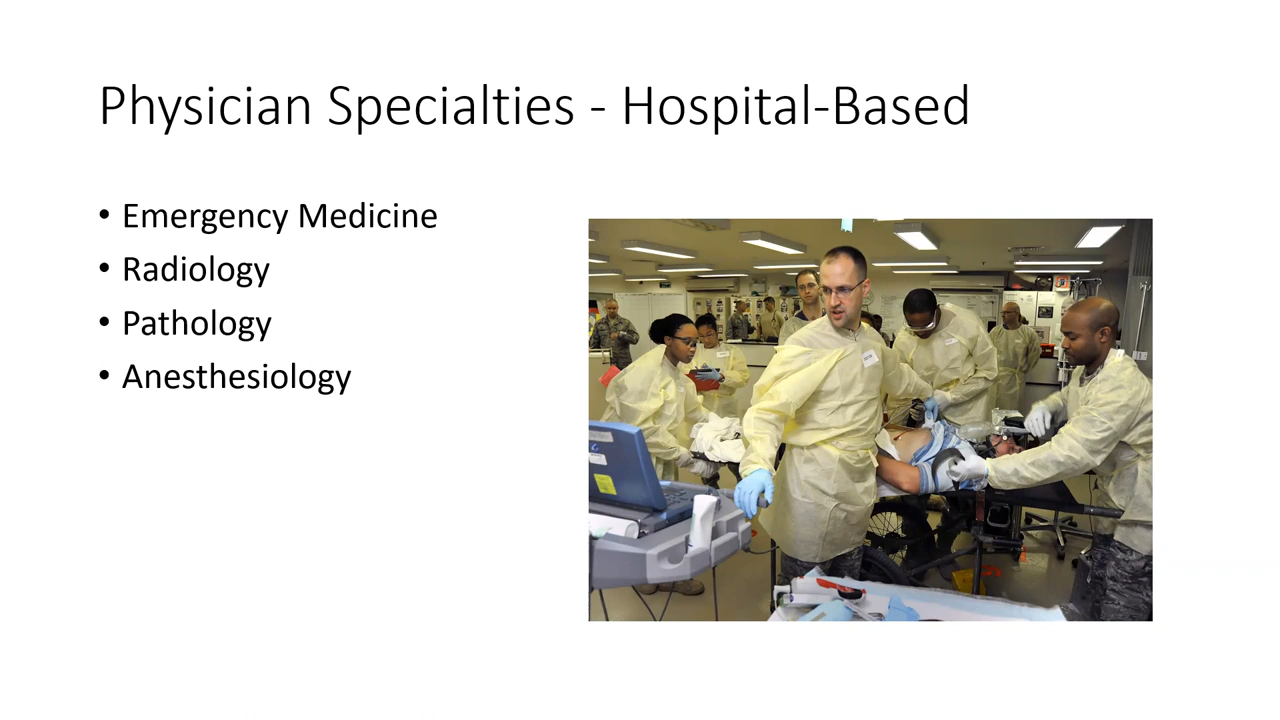 Physician Specialties - Hospital-Based
• Emergency Medicine
• Radiology
• Pathology
• Anesthesiology